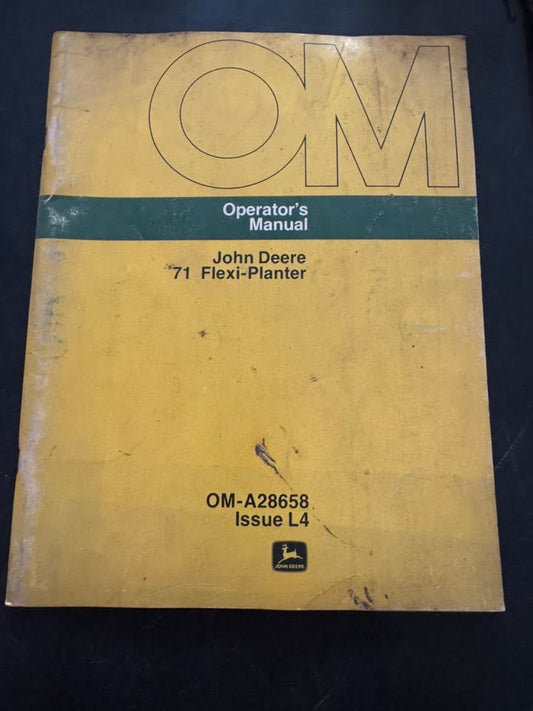 OM
Operator's
Manual
John Deere
71 Flexi-Planter
OM-A28658
Issue L4
JOHN DEERE